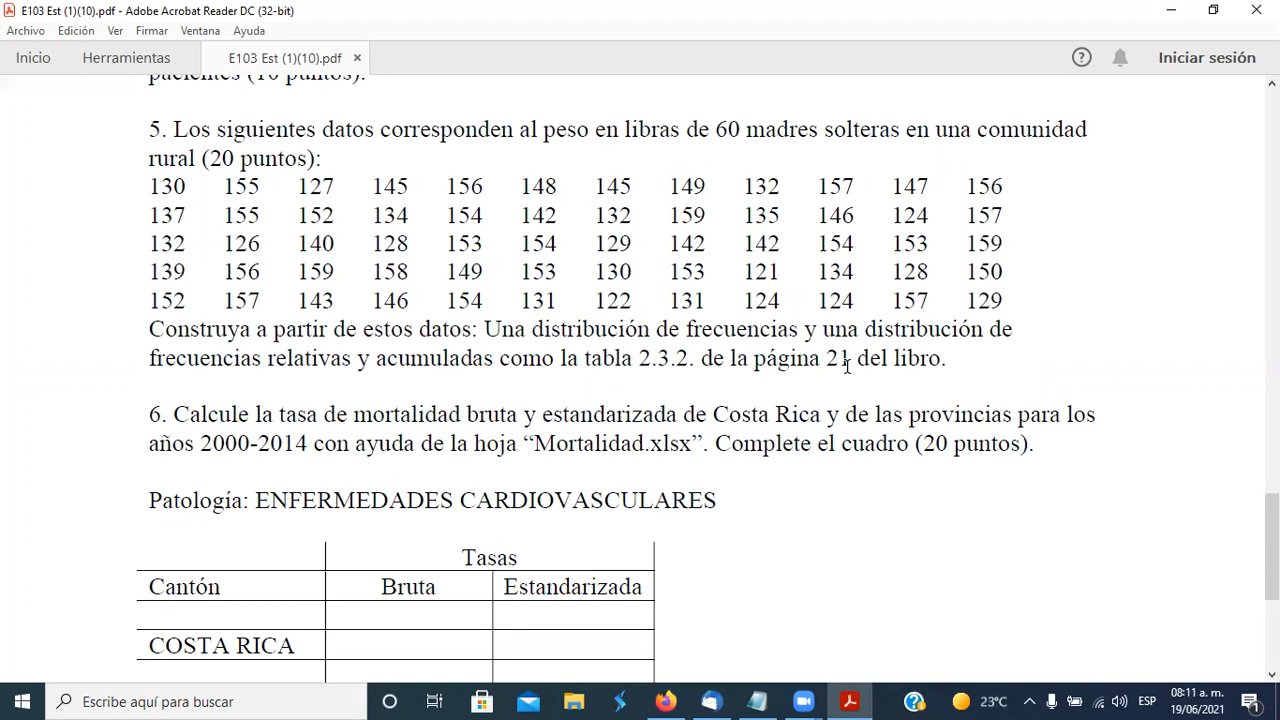 E103 Est (1)(10).pdf - Adobe Acrobat Reader DC (32-bit)
Archivo Edición Ver Firmar Ventana Ayuda
Inicio Herramientas E103 Est (1)(10).pdf × Iniciar sesión
pacientes (10 puntos).
5. Los siguientes datos corresponden al peso en libras de 60 madres solteras en una comunidad
rural (20 puntos):
130 155 127 145 156 148 145 149 132 157 147 156
137 155 152 134 154 142 132 159 135 146 124 157
132 126 140 128 153 154 129 142 142 154 153 159
139 156 159 158 149 153 130 153 121 134 128 150
152 157 143 146 154 131 122 131 124 124 157 129
Construya a partir de estos datos: Una distribución de frecuencias y una distribución de
frecuencias relativas y acumuladas como la tabla 2.3.2. de la página 21 del libro.
6. Calcule la tasa de mortalidad bruta y estandarizada de Costa Rica y de las provincias para los
años 2000-2014 con ayuda de la hoja “Mortalidad.xlsx”. Complete el cuadro (20 puntos).
Patología: ENFERMEDADES CARDIOVASCULARES
Tasas
Cantón Bruta Estandarizada
COSTA RICA
Escribe aquí para buscar 23°C ESP 08:11 a. m.
19/06/2021 1